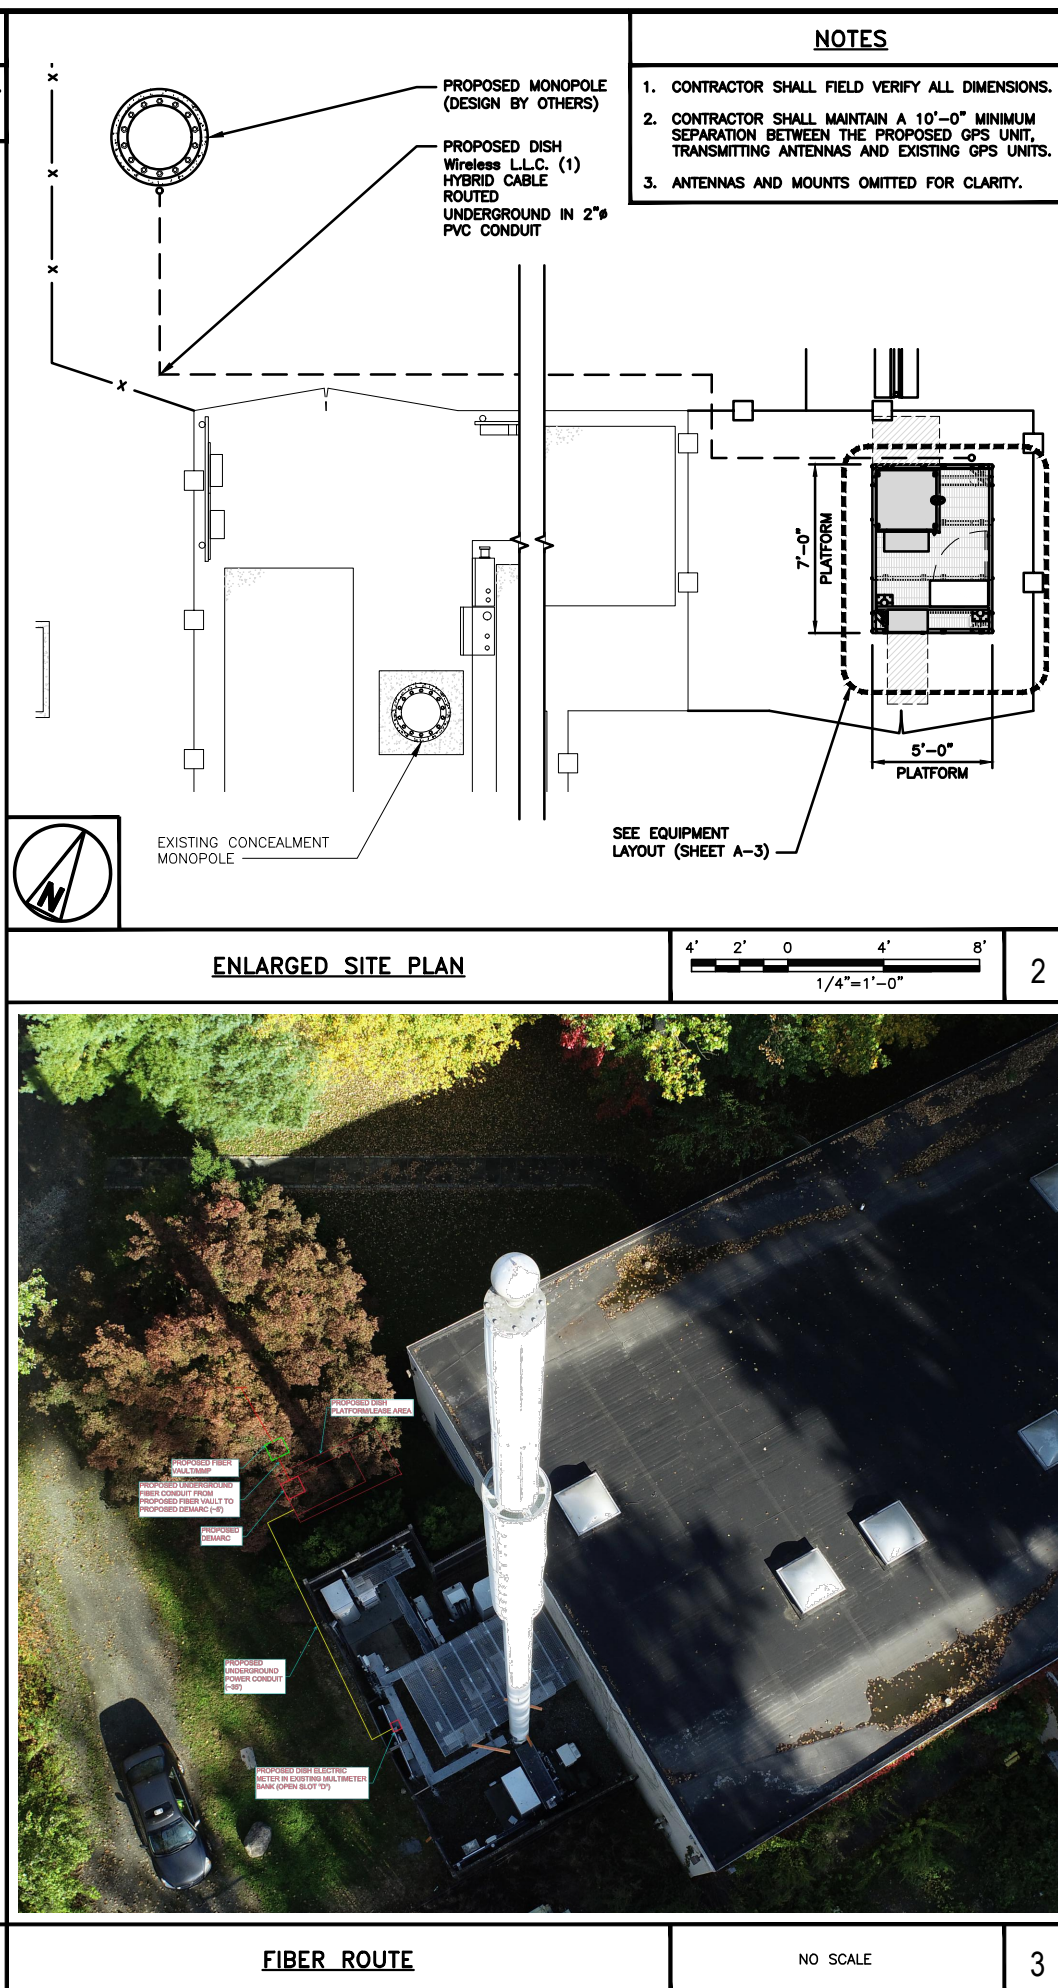 NOTES
1. CONTRACTOR SHALL FIELD VERIFY ALL DIMENSIONS.
2. CONTRACTOR SHALL MAINTAIN A 10'-0" MINIMUM
SEPARATION BETWEEN THE PROPOSED GPS UNIT,
TRANSMITTING ANTENNAS AND EXISTING GPS UNITS.
3. ANTENNAS AND MOUNTS OMITTED FOR CLARITY.
PROPOSED MONOPOLE
(DESIGN BY OTHERS)
PROPOSED DISH
Wireless L.L.C. (1)
HYBRID CABLE
ROUTED
UNDERGROUND IN 2"ø
PVC CONDUIT
X
X
X
X
7'-0"
PLATFORM
5'-0"
PLATFORM
SEE EQUIPMENT
LAYOUT (SHEET A-3)
EXISTING CONCEALMENT
MONOPOLE
N
ENLARGED SITE PLAN
4' 2' 0 4' 8'
1/4"=1'-0"
2
PROPOSED DISH
PLATFORM/LEASE AREA
PROPOSED FIBER
VAULT/MMP
PROPOSED UNDERGROUND
FIBER CONDUIT FROM
PROPOSED FIBER VAULT TO
PROPOSED DEMARC (~5')
PROPOSED
DEMARC
PROPOSED
UNDERGROUND
POWER CONDUIT
(~35')
PROPOSED DISH ELECTRIC
METER IN EXISTING MULTIMETER
BANK (OPEN SLOT "D")
FIBER ROUTE
NO SCALE
3